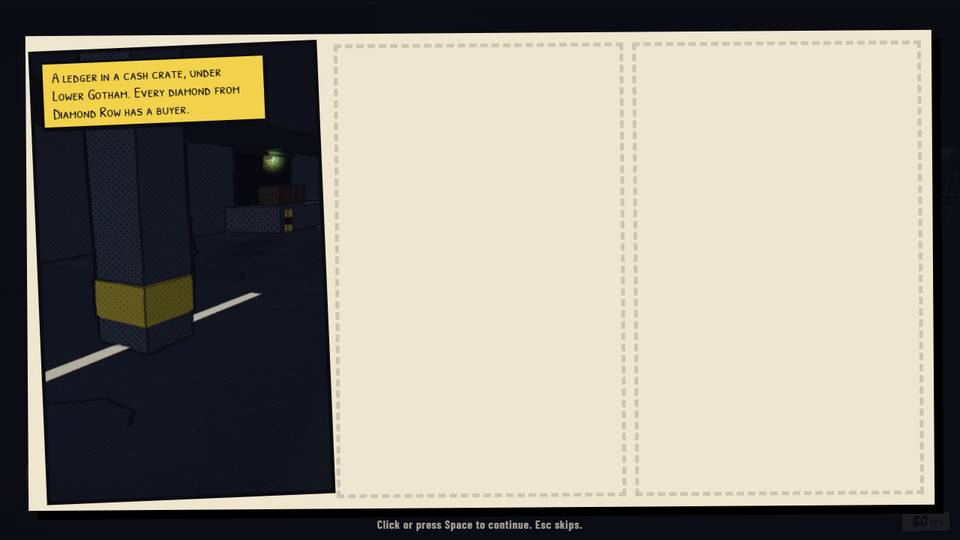 A ledger in a cash crate, under
Lower Gotham. Every diamond from
Diamond Row has a buyer.
Click or press Space to continue. Esc skips.
60 FPS